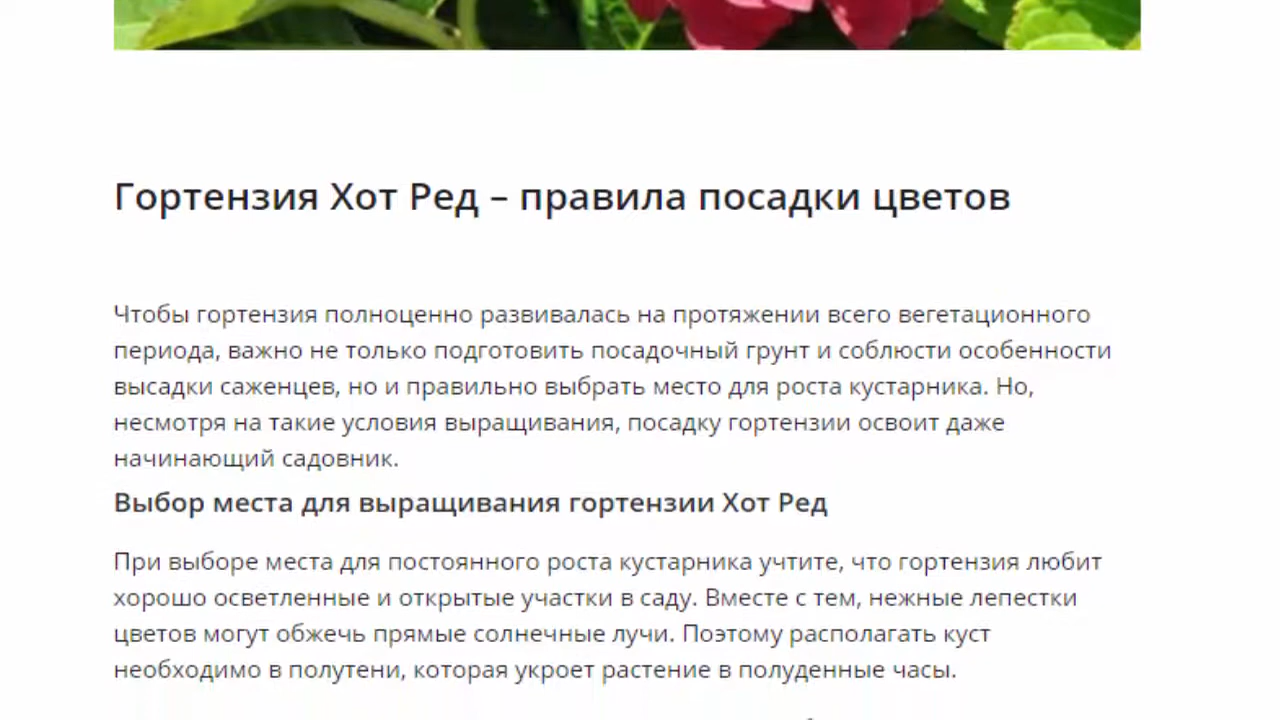 Гортензия Хот Ред – правила посадки цветов
Чтобы гортензия полноценно развивалась на протяжении всего вегетационного
периода, важно не только подготовить посадочный грунт и соблюсти особенности
высадки саженцев, но и правильно выбрать место для роста кустарника. Но,
несмотря на такие условия выращивания, посадку гортензии освоит даже
начинающий садовник.
Выбор места для выращивания гортензии Хот Ред
При выборе места для постоянного роста кустарника учтите, что гортензия любит
хорошо осветленные и открытые участки в саду. Вместе с тем, нежные лепестки
цветов могут обжечь прямые солнечные лучи. Поэтому располагать куст
необходимо в полутени, которая укроет растение в полуденные часы.